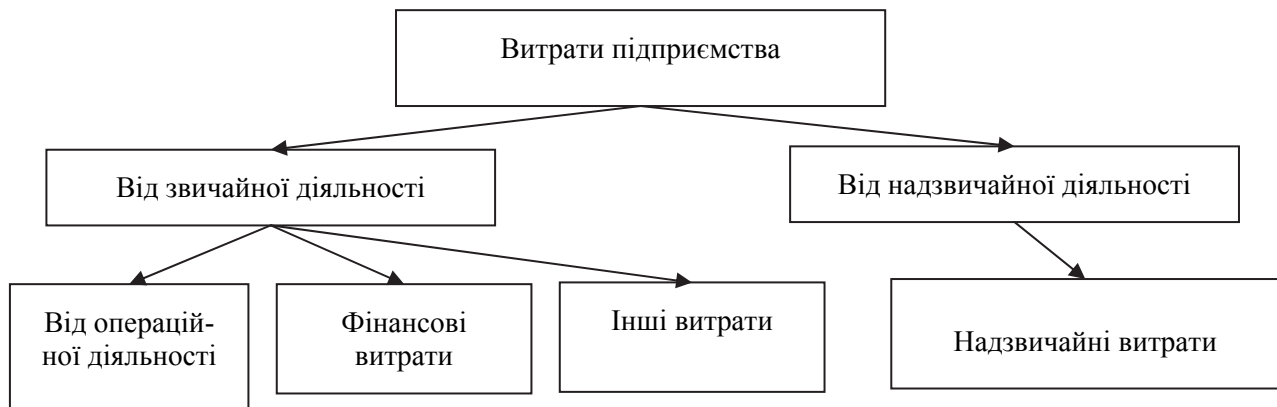 Витрати підприємства
Від звичайної діяльності
Від надзвичайної діяльності
Від операцій-
ної діяльності
Фінансові
витрати
Інші витрати
Надзвичайні витрати